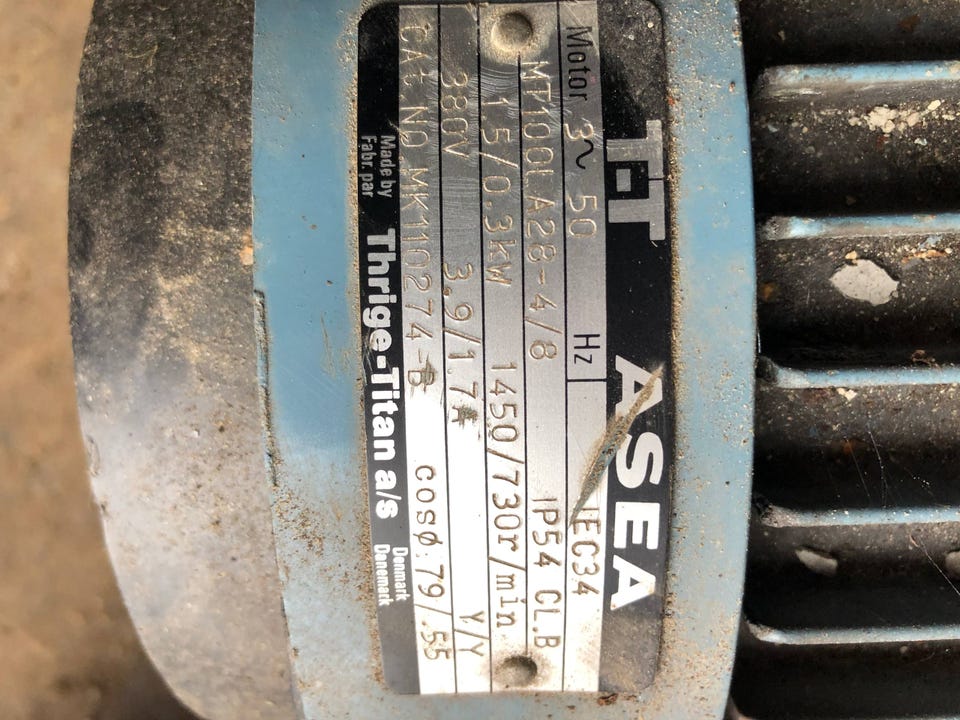 ASEA
Motor 3~ 50 Hz IEC34
MT100LA28-4/8 IP54 CL.B
1.5/0.3kW 1450/730r/min
380V 3.9/1.7A Y/Y
CAT.NO.MK110274-B cosø.79/.55
Made by
Fabr. par
Thrige-Titan a/s
Denmark
Danemark